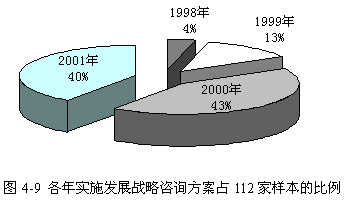 1998年
4%
1999年
13%
2001年
40%
2000年
43%
图 4-9 各年实施发展战略咨询方案占 112 家样本的比例